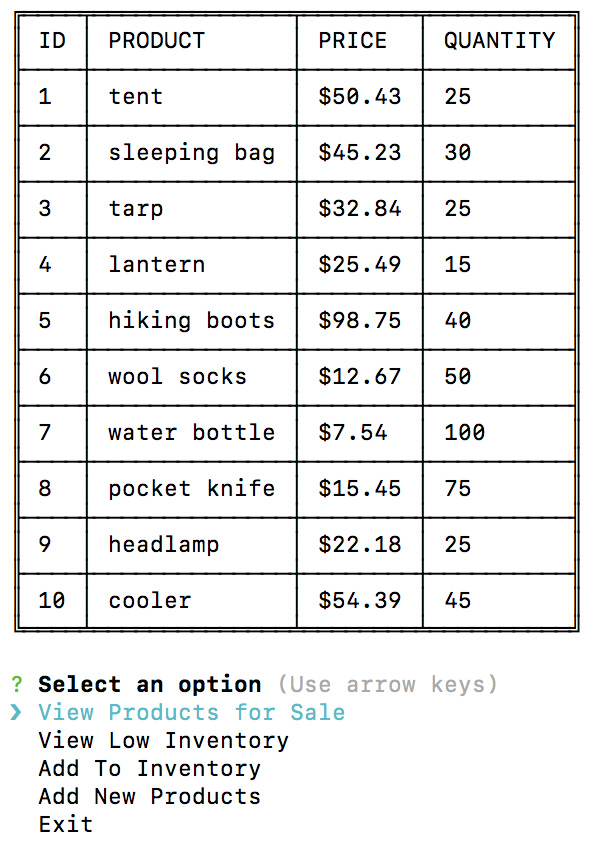 ID PRODUCT PRICE QUANTITY
1 tent $50.43 25
2 sleeping bag $45.23 30
3 tarp $32.84 25
4 lantern $25.49 15
5 hiking boots $98.75 40
6 wool socks $12.67 50
7 water bottle $7.54 100
8 pocket knife $15.45 75
9 headlamp $22.18 25
10 cooler $54.39 45
? Select an option (Use arrow keys)
❯ View Products for Sale
View Low Inventory
Add To Inventory
Add New Products
Exit